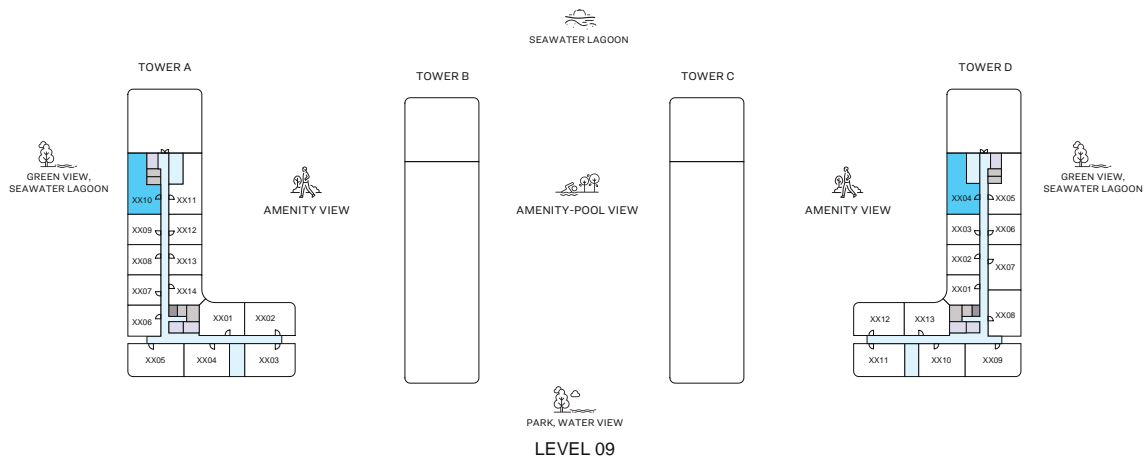 SEAWATER LAGOON
TOWER A
TOWER B
TOWER C
TOWER D
GREEN VIEW,
SEAWATER LAGOON
AMENITY VIEW
AMENITY-POOL VIEW
AMENITY VIEW
GREEN VIEW,
SEAWATER LAGOON
XX10
XX11
XX09
XX12
XX08
XX13
XX07
XX14
XX06
XX01
XX02
XX05
XX04
XX03
XX04
XX05
XX03
XX06
XX02
XX07
XX01
XX08
XX12
XX13
XX11
XX10
XX09
PARK, WATER VIEW
LEVEL 09